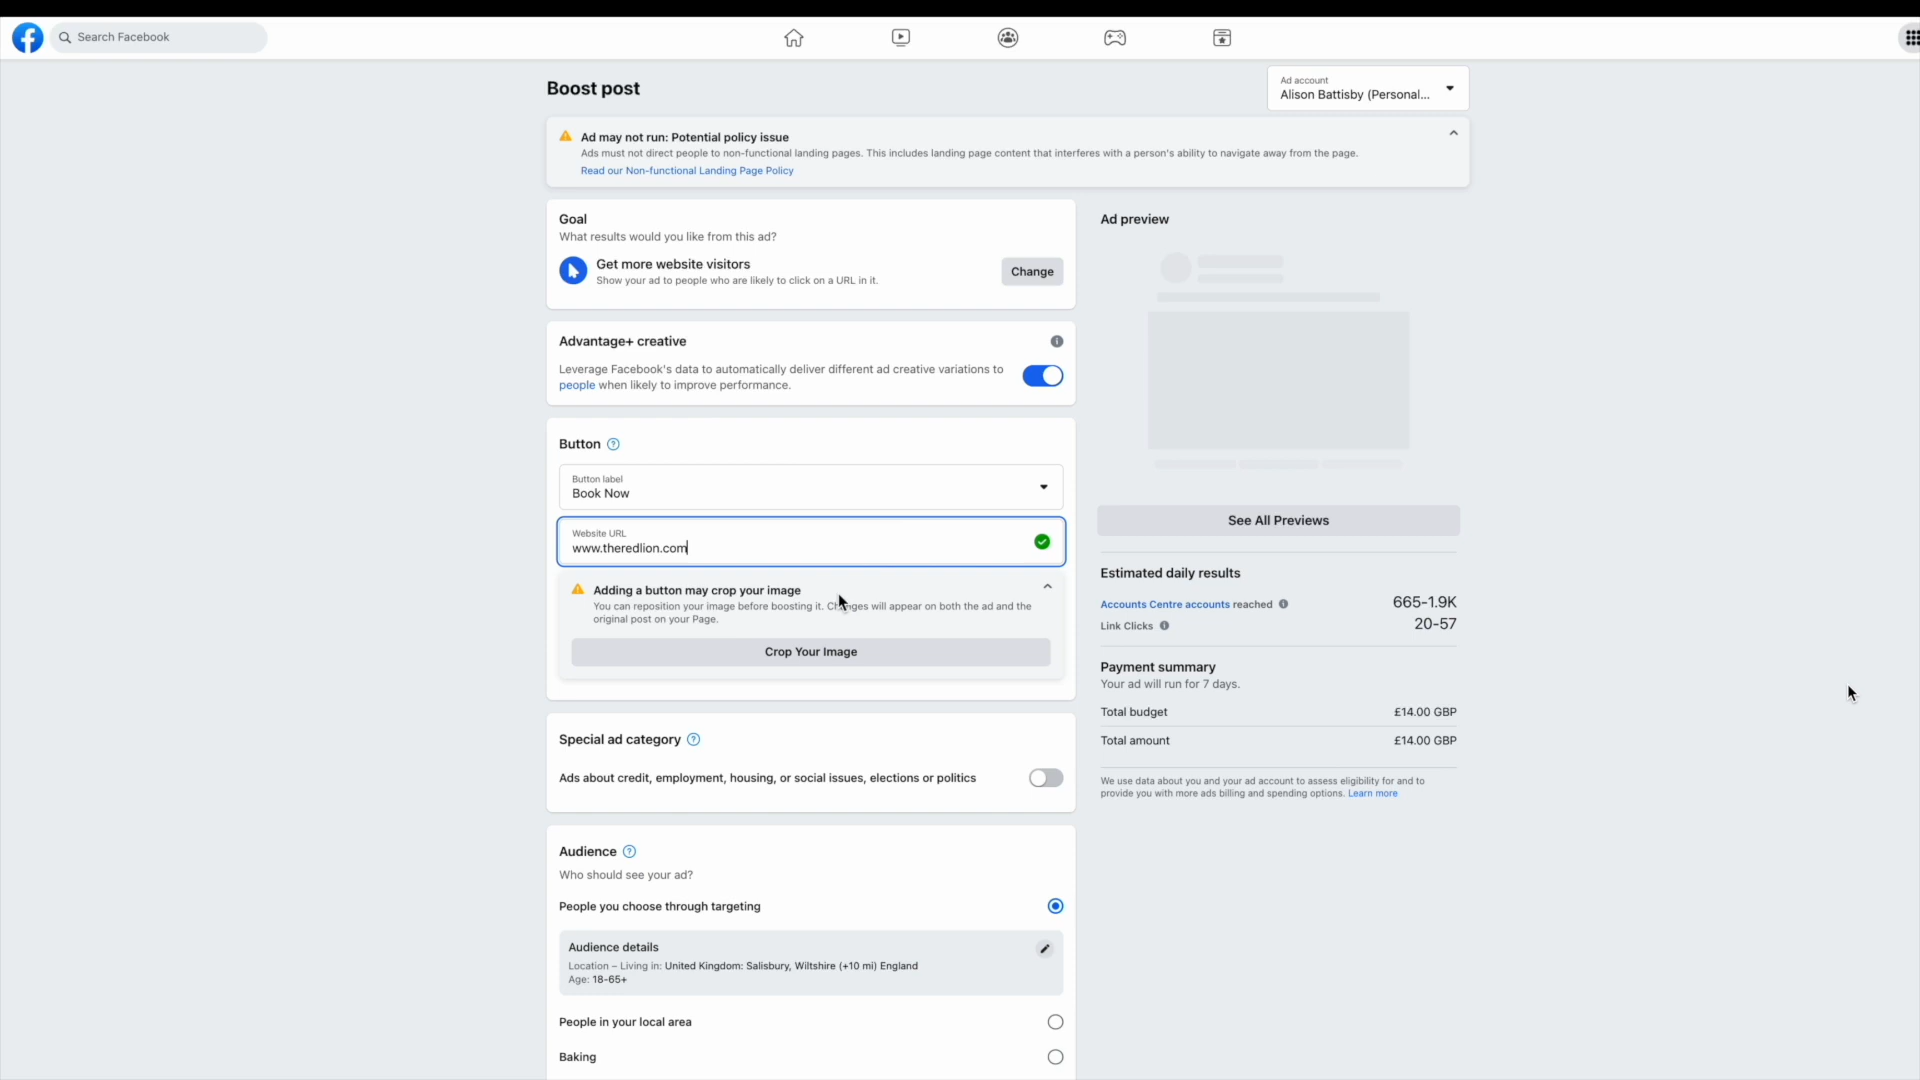 Search Facebook
Boost post
Ad account
Alison Battisby (Personal...
Ad may not run: Potential policy issue
Ads must not direct people to non-functional landing pages. This includes landing page content that interferes with a person's ability to navigate away from the page.
Read our Non-functional Landing Page Policy
Goal
What results would you like from this ad?
Get more website visitors
Show your ad to people who are likely to click on a URL in it.
Change
Advantage+ creative
Leverage Facebook's data to automatically deliver different ad creative variations to
people when likely to improve performance.
Button
Button label
Book Now
Website URL
www.theredlion.com
Adding a button may crop your image
You can reposition your image before boosting it. Changes will appear on both the ad and the
original post on your Page.
Crop Your Image
Special ad category
Ads about credit, employment, housing, or social issues, elections or politics
Audience
Who should see your ad?
People you choose through targeting
Audience details
Location – Living in: United Kingdom: Salisbury, Wiltshire (+10 mi) England
Age: 18-65+
People in your local area
Baking
Ad preview
See All Previews
Estimated daily results
Accounts Centre accounts reached 665-1.9K
Link Clicks 20-57
Payment summary
Your ad will run for 7 days.
Total budget £14.00 GBP
Total amount £14.00 GBP
We use data about you and your ad account to assess eligibility for and to
provide you with more ads billing and spending options. Learn more